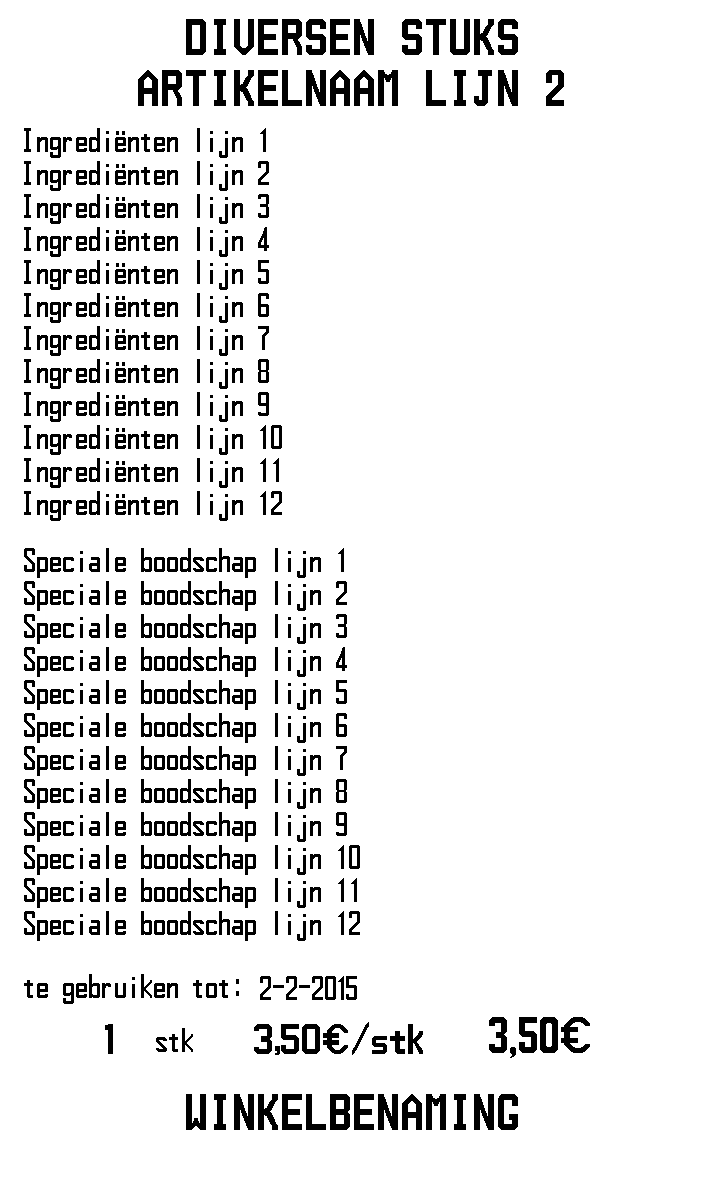 DIVERSEN STUKS
ARTIKELNAAM LIJN 2
Ingrediënten lijn 1
Ingrediënten lijn 2
Ingrediënten lijn 3
Ingrediënten lijn 4
Ingrediënten lijn 5
Ingrediënten lijn 6
Ingrediënten lijn 7
Ingrediënten lijn 8
Ingrediënten lijn 9
Ingrediënten lijn 10
Ingrediënten lijn 11
Ingrediënten lijn 12
Speciale boodschap lijn 1
Speciale boodschap lijn 2
Speciale boodschap lijn 3
Speciale boodschap lijn 4
Speciale boodschap lijn 5
Speciale boodschap lijn 6
Speciale boodschap lijn 7
Speciale boodschap lijn 8
Speciale boodschap lijn 9
Speciale boodschap lijn 10
Speciale boodschap lijn 11
Speciale boodschap lijn 12
te gebruiken tot: 2-2-2015
1 stk 3,50€/stk 3,50€
WINKELBENAMING